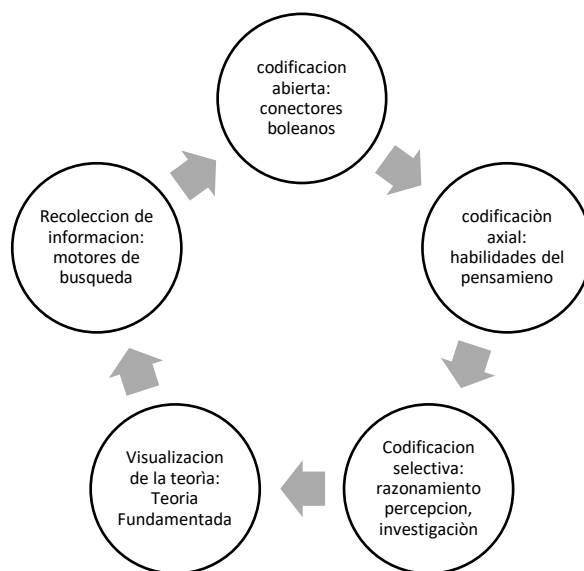 codificacion
abierta:
conectores
boleanos
codificaciòn
axial:
habilidades del
pensamieno
Codificacion
selectiva:
razonamiento
percepcion,
investigaciòn
Visualizacion
de la teorìa:
Teoria
Fundamentada
Recoleccion de
informacion:
motores de
busqueda